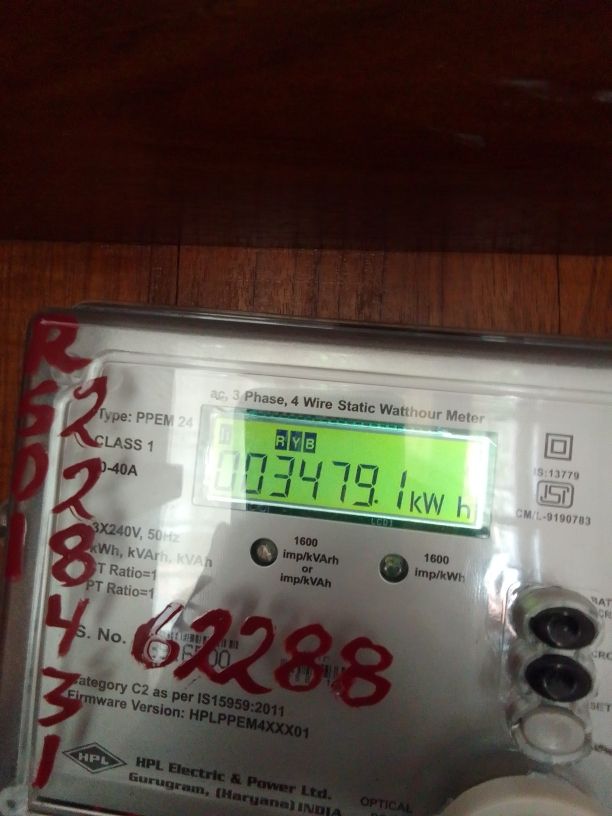 ac, 3 Phase, 4 Wire Static Watthour Meter
Type: PPEM 24
CLASS 1
0-40A
RYB
003479.1kWh
IS:13779
CM/L-9190783
3X240V, 50Hz
kWh, kVArh, kVAh
PT Ratio=1
1600
imp/kVArh
or
imp/kVAh
1600
imp/kWh
S. No.
62288
Category C2 as per IS15959:2011
Firmware Version: HPLPPEM4XXX01
HPL
HPL Electric & Power Ltd.
Gurugram, (Haryana) INDIA
OPTICAL
R
S
0
1
2
2
8
4
3
1